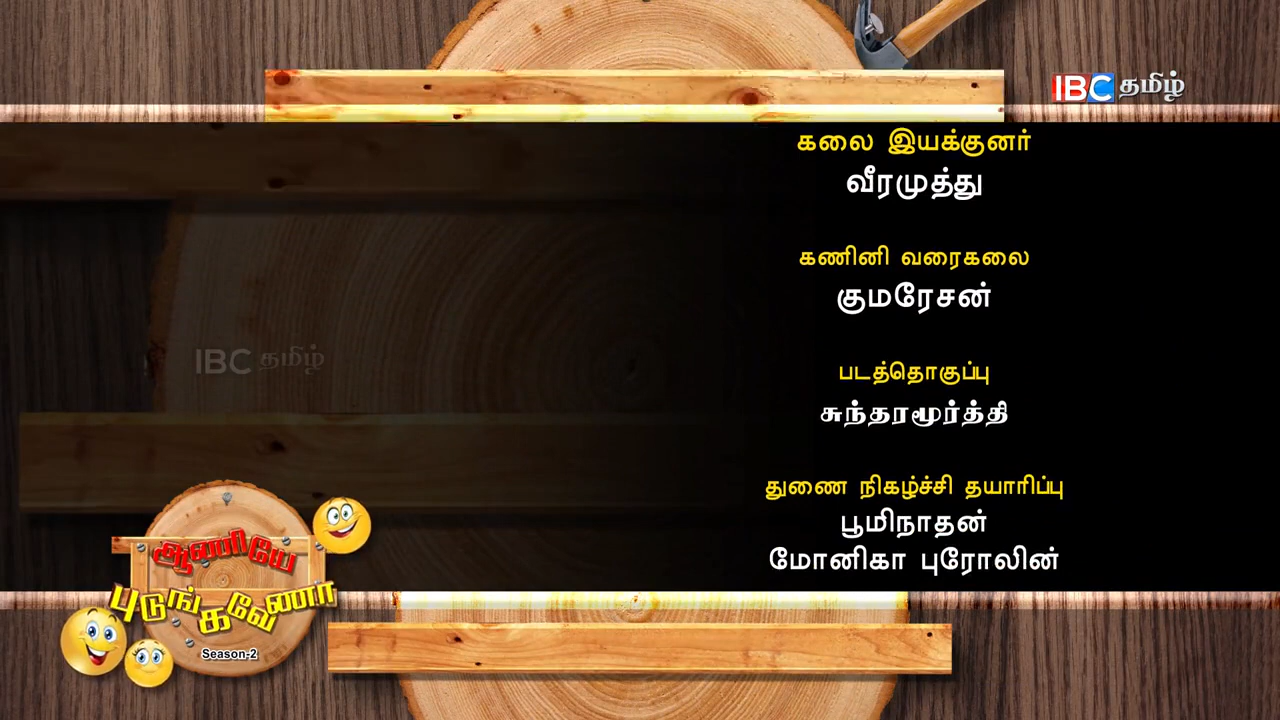 IBC தமிழ்
கலை இயக்குனர்
வீரமுத்து
கணினி வரைகலை
குமரேசன்
IBC தமிழ்
படத்தொகுப்பு
சுந்தரமூர்த்தி
துணை நிகழ்ச்சி தயாரிப்பு
பூமிநாதன்
மோனிகா புரோலின்
ஆணியே
புடுங்கவேணா
Season-2